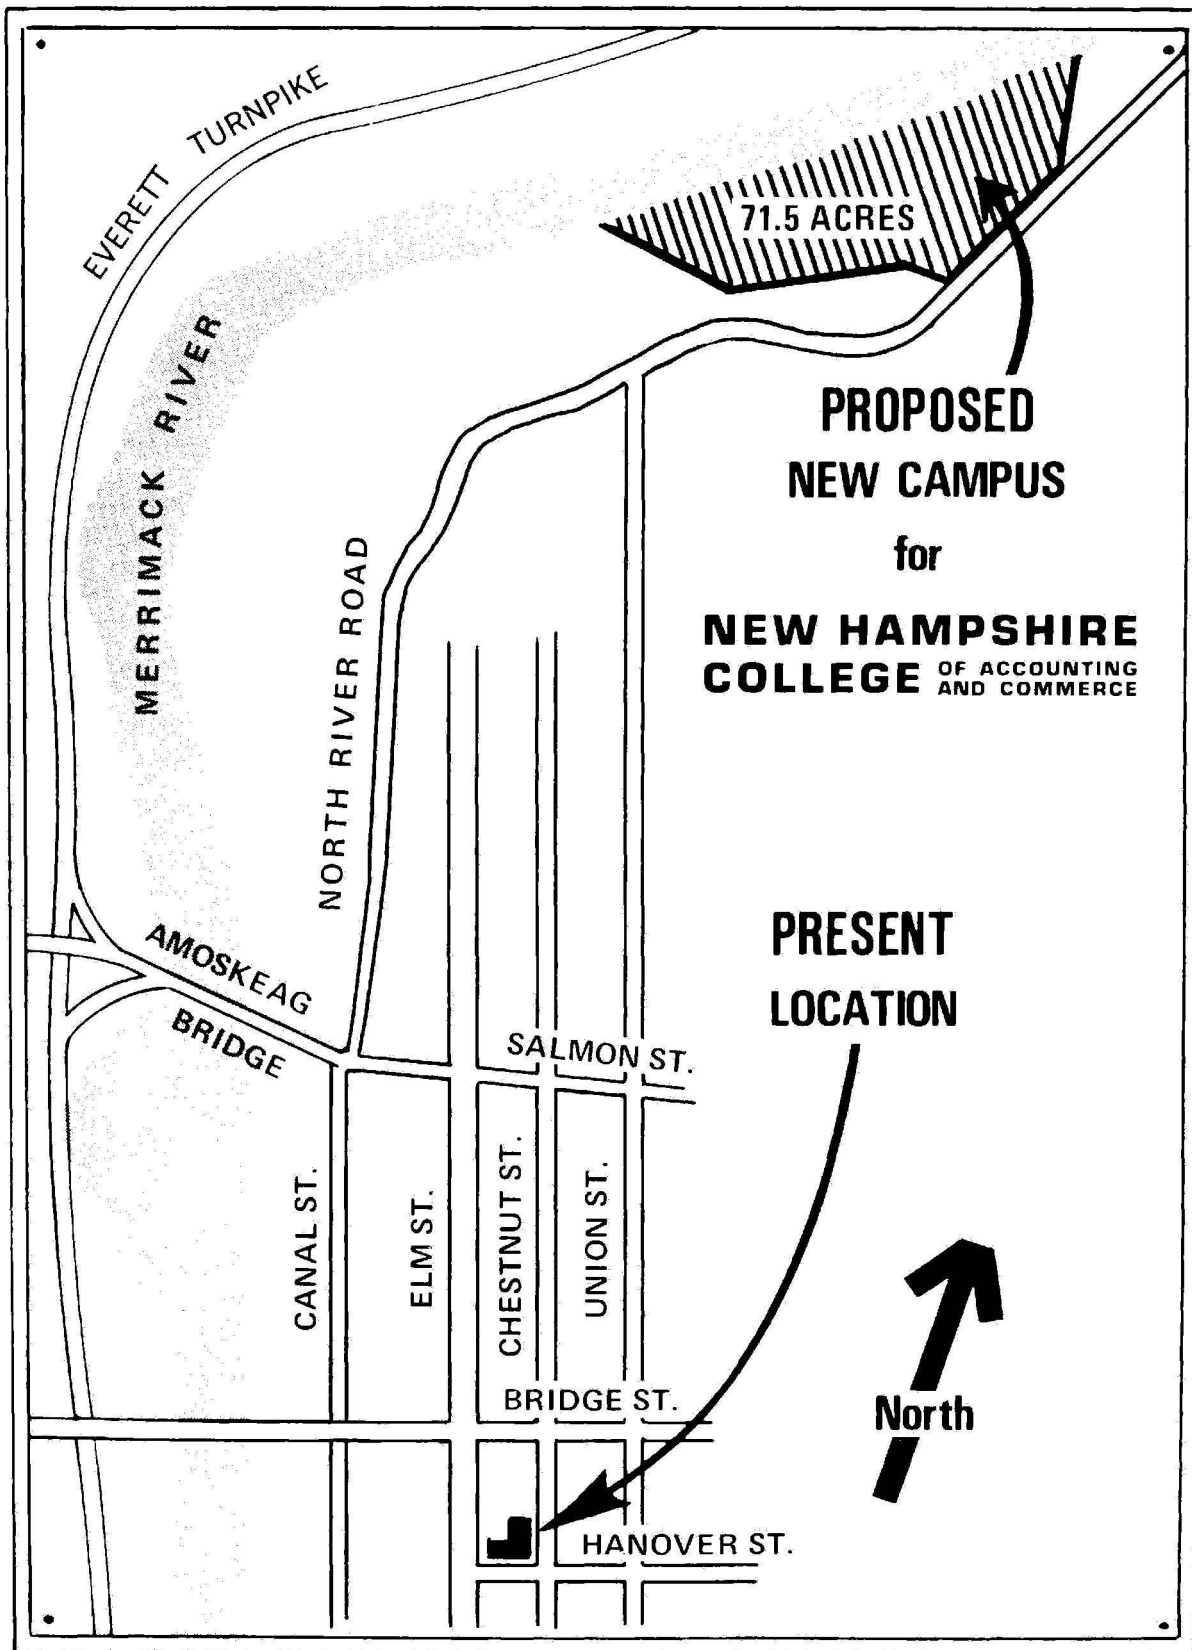 EVERETT TURNPIKE
71.5 ACRES
MERRIMACK RIVER
PROPOSED
NEW CAMPUS
for
NEW HAMPSHIRE
COLLEGE OF ACCOUNTING
AND COMMERCE
NORTH RIVER ROAD
AMOSKEAG
BRIDGE
PRESENT
LOCATION
SALMON ST.
CANAL ST.
ELM ST.
CHESTNUT ST.
UNION ST.
BRIDGE ST.
North
HANOVER ST.